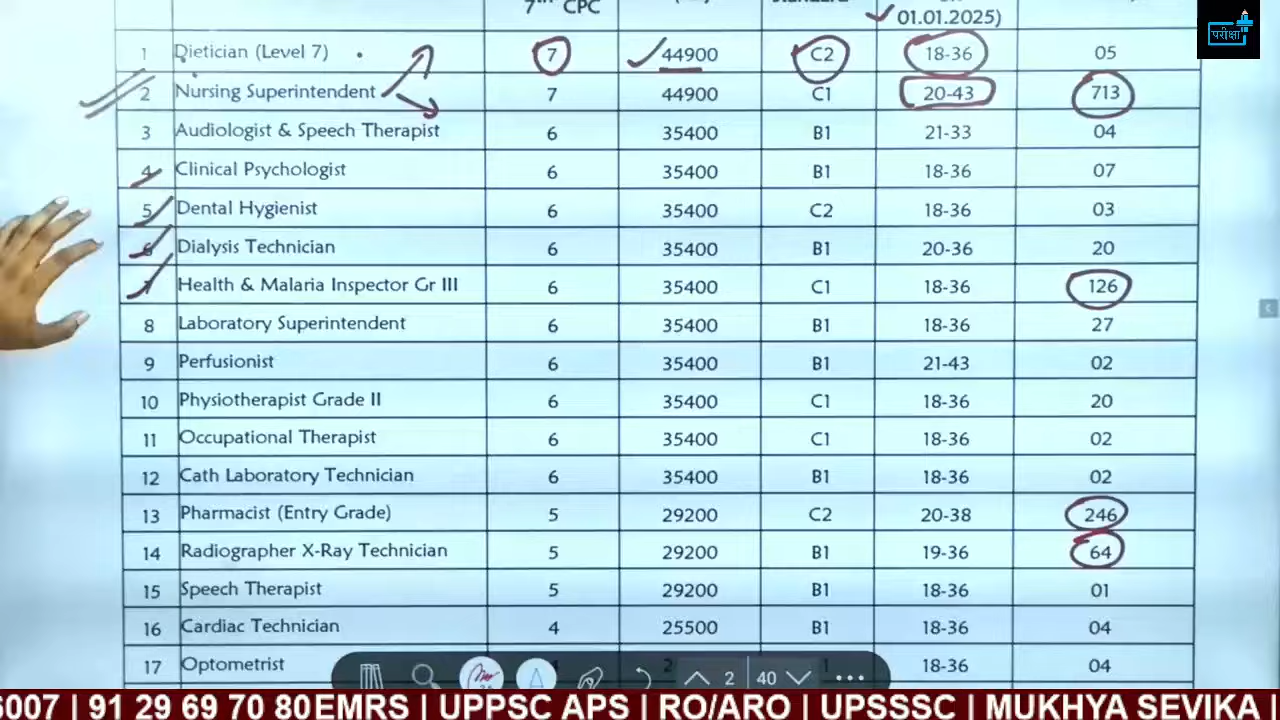 7th CPC
01.01.2025)
परीक्षा
1 Dietician (Level 7) 7 44900 C2 18-36 05
2 Nursing Superintendent 7 44900 C1 20-43 713
3 Audiologist & Speech Therapist 6 35400 B1 21-33 04
4 Clinical Psychologist 6 35400 B1 18-36 07
5 Dental Hygienist 6 35400 C2 18-36 03
6 Dialysis Technician 6 35400 B1 20-36 20
7 Health & Malaria Inspector Gr III 6 35400 C1 18-36 126
8 Laboratory Superintendent 6 35400 B1 18-36 27
9 Perfusionist 6 35400 B1 21-43 02
10 Physiotherapist Grade II 6 35400 C1 18-36 20
11 Occupational Therapist 6 35400 C1 18-36 02
12 Cath Laboratory Technician 6 35400 B1 18-36 02
13 Pharmacist (Entry Grade) 5 29200 C2 20-38 246
14 Radiographer X-Ray Technician 5 29200 B1 19-36 64
15 Speech Therapist 5 29200 B1 18-36 01
16 Cardiac Technician 4 25500 B1 18-36 04
17 Optometrist 18-36 04
2 40
6007 | 91 29 69 70 80 EMRS | UPPSC APS | RO/ARO | UPSSSC | MUKHYA SEVIKA |